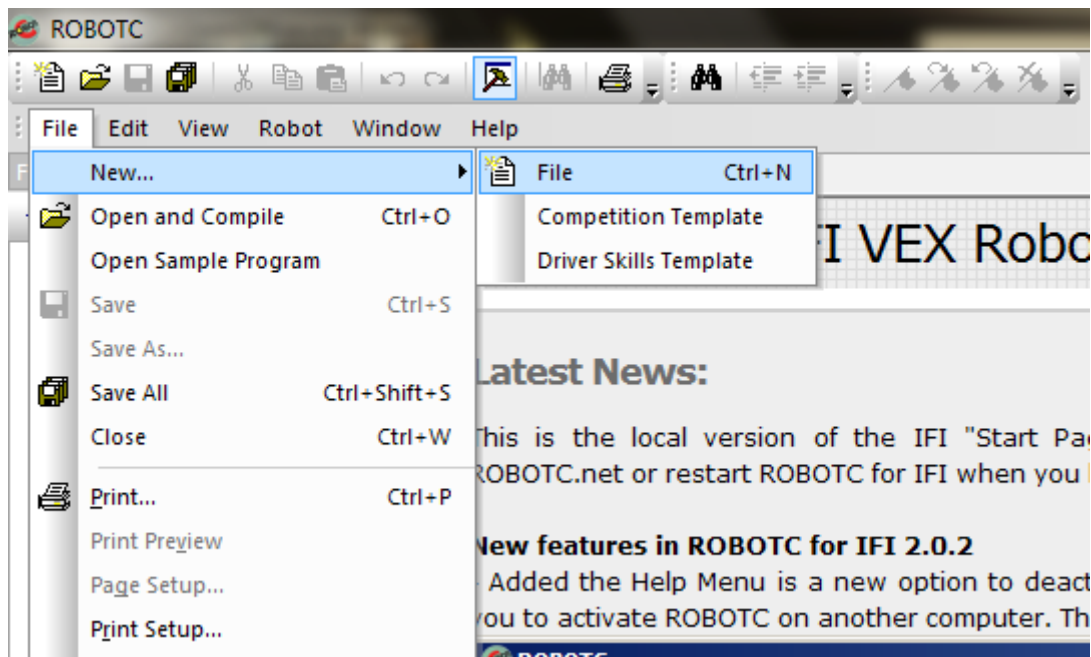 ROBOTC
File Edit View Robot Window Help
New...
File Ctrl+N
Competition Template
Driver Skills Template
Open and Compile Ctrl+O
Open Sample Program
Save Ctrl+S
Save As...
Save All Ctrl+Shift+S
Close Ctrl+W
Print... Ctrl+P
Print Preview
Page Setup...
Print Setup...
I VEX Robo
Latest News:
This is the local version of the IFI "Start Pa
ROBOTC.net or restart ROBOTC for IFI when you
New features in ROBOTC for IFI 2.0.2
- Added the Help Menu is a new option to deact
you to activate ROBOTC on another computer. Th
ROBOTC